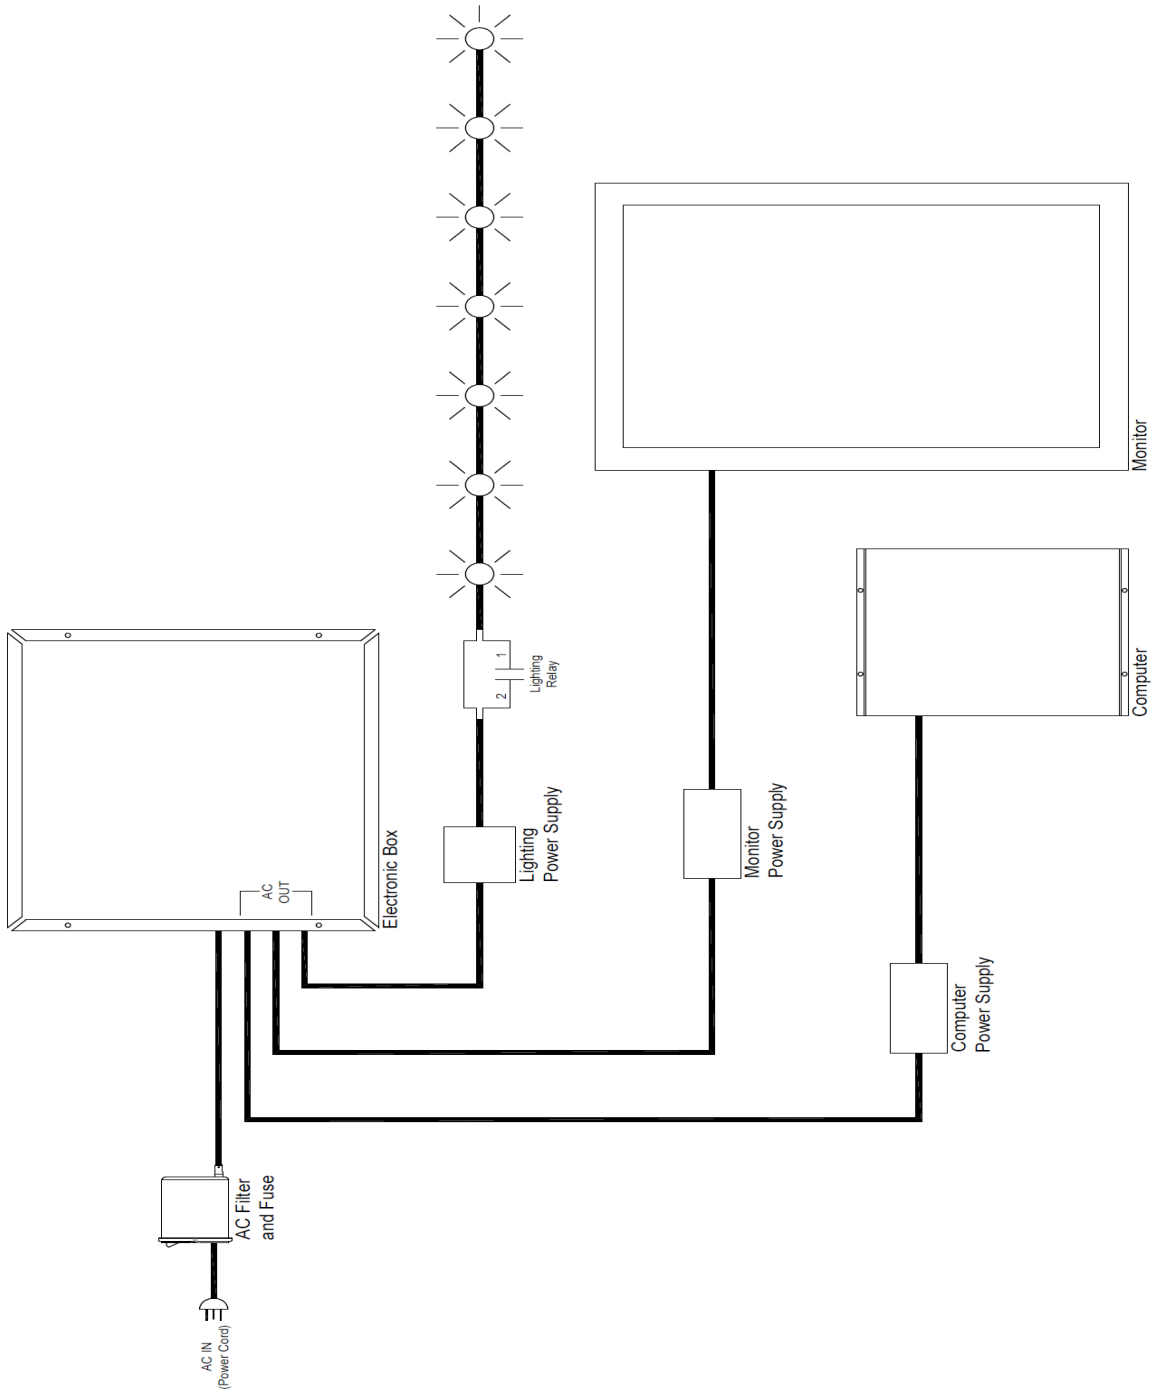 Monitor
Computer
1
2
Lighting
Relay
Lighting
Power Supply
Monitor
Power Supply
Electronic Box
AC
OUT
Computer
Power Supply
AC Filter
and Fuse
AC IN
(Power Cord)